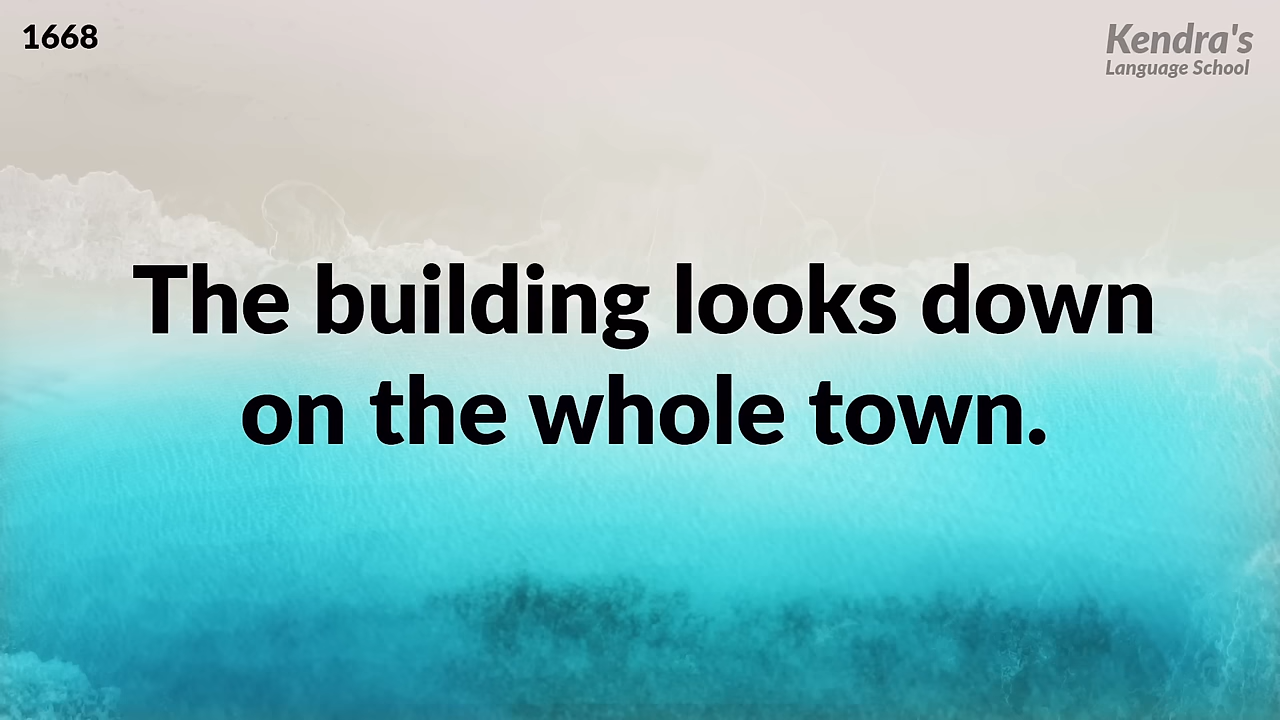 1668
Kendra's
Language School
The building looks down
on the whole town.